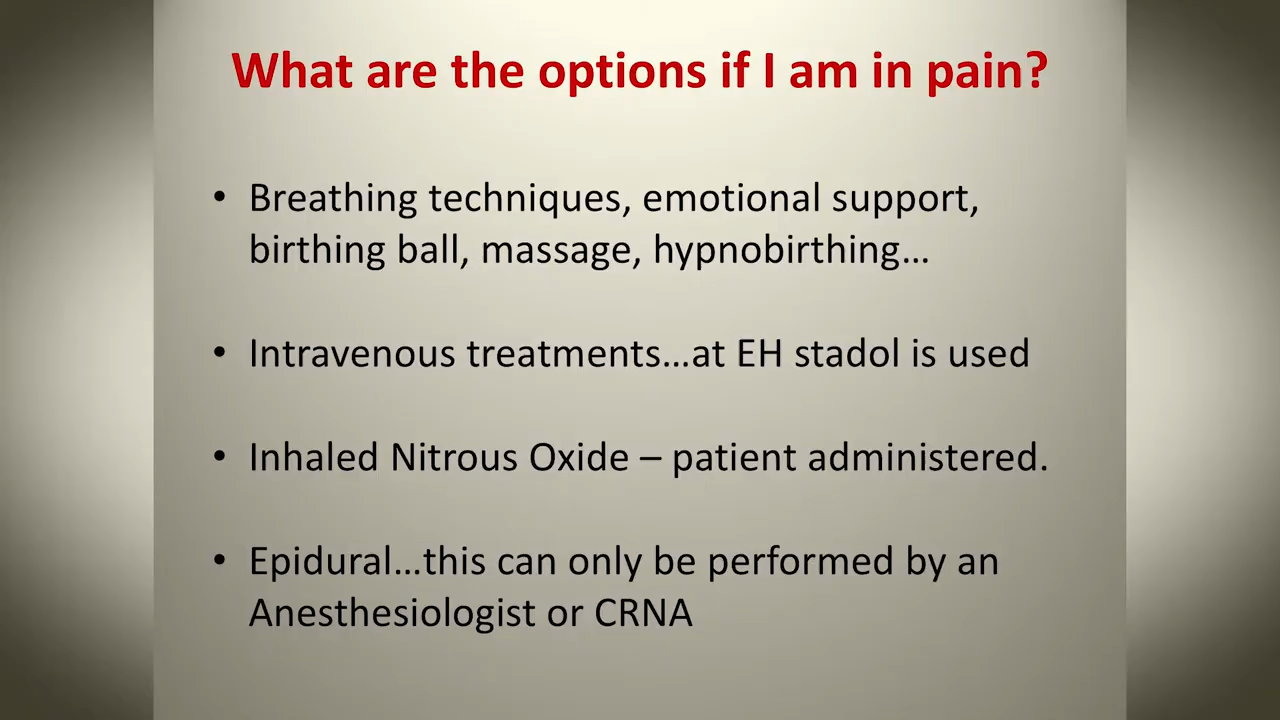 What are the options if I am in pain?
• Breathing techniques, emotional support,
birthing ball, massage, hypnobirthing…
• Intravenous treatments…at EH stadol is used
• Inhaled Nitrous Oxide – patient administered.
• Epidural…this can only be performed by an
Anesthesiologist or CRNA